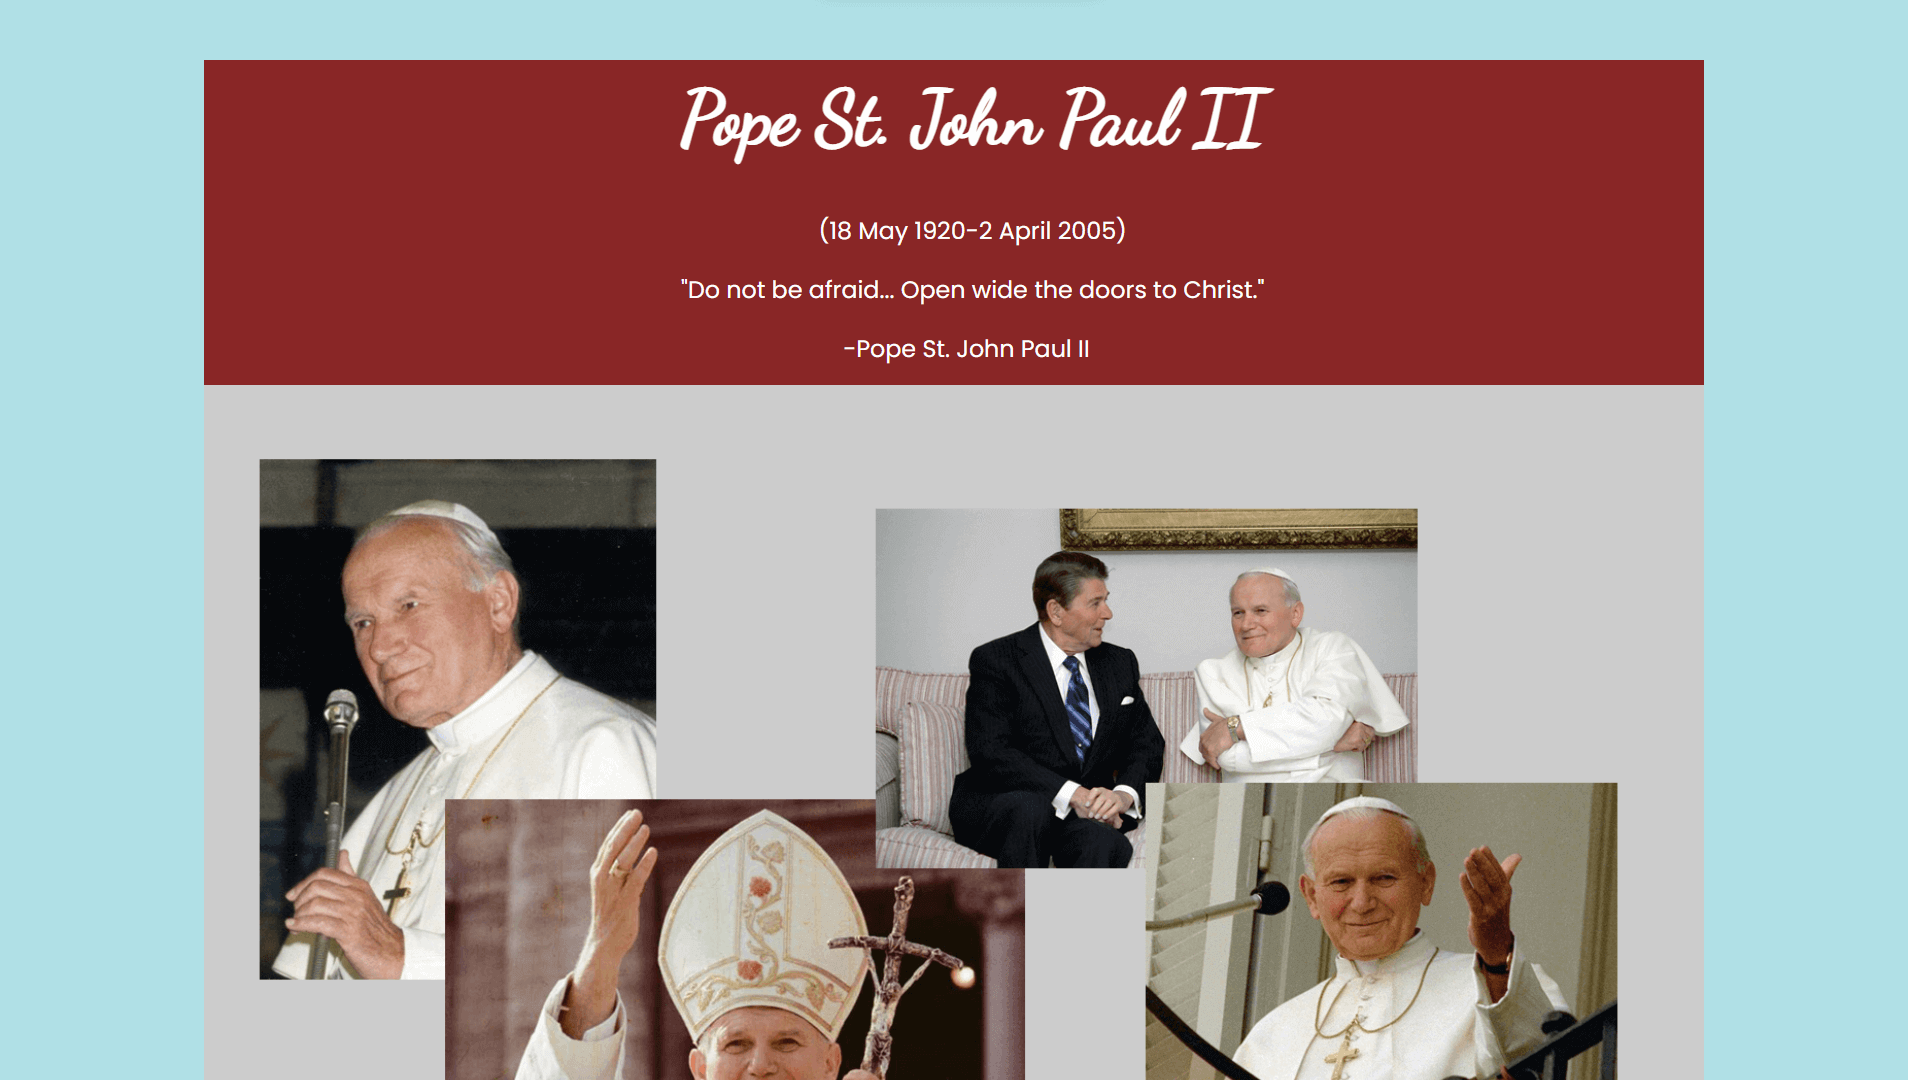 Pope St. John Paul II
(18 May 1920-2 April 2005)
"Do not be afraid... Open wide the doors to Christ."
-Pope St. John Paul II